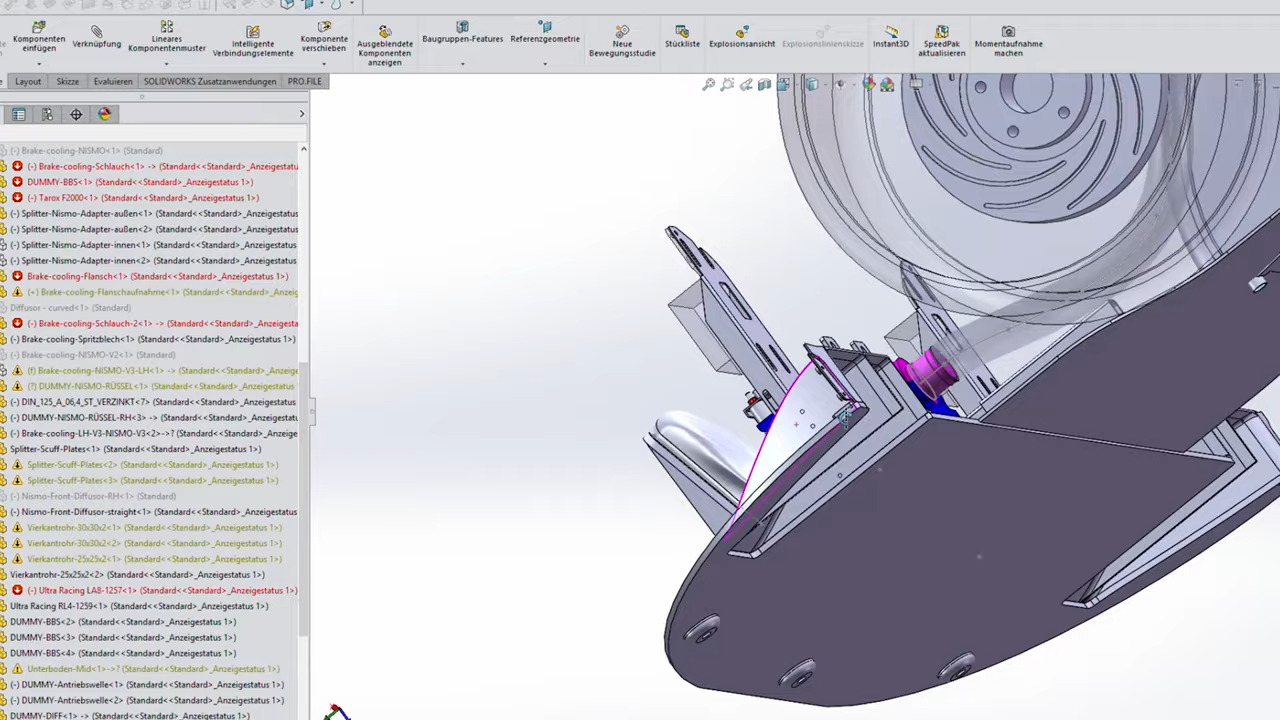 Komponenten einfügen
Verknüpfung
Lineares Komponentenmuster
Intelligente Verbindungselemente
Komponente verschieben
Ausgeblendete Komponenten anzeigen
Baugruppen-Features
Referenzgeometrie
Neue Bewegungsstudie
Stückliste
Explosionsansicht
Explosionslinienskizze
Instant3D
SpeedPak aktualisieren
Momentaufnahme machen
Layout
Skizze
Evaluieren
SOLIDWORKS Zusatzanwendungen
PRO.FILE
(-) Brake-cooling-NISMO<1> (Standard)
(-) Brake-cooling-Schlauch<1> -> (Standard<<Standard>_Anzeigestatu
DUMMY-BBS<1> (Standard<<Standard>_Anzeigestatus 1>)
(-) Tarox F2000<1> (Standard<<Standard>_Anzeigestatus 1>)
(-) Splitter-Nismo-Adapter-außen<1> (Standard<<Standard>_Anzeigestatus
(-) Splitter-Nismo-Adapter-außen<2> (Standard<<Standard>_Anzeigestatus
(-) Splitter-Nismo-Adapter-innen<1> (Standard<<Standard>_Anzeigestatus
(-) Splitter-Nismo-Adapter-innen<2> (Standard<<Standard>_Anzeigestatus
Brake-cooling-Flansch<1> (Standard<<Standard>_Anzeigestatus 1>)
(+) Brake-cooling-Flanschaufnahme<1> (Standard<<Standard>_Anzeige
Diffusor - curved<1> (Standard)
(-) Brake-cooling-Schlauch-2<1> -> (Standard<<Standard>_Anzeigesta
Brake-cooling-Spritzblech<1> (Standard<<Standard>_Anzeigestatus 1>)
(-) Brake-cooling-NISMO-V2<1> (Standard)
(f) Brake-cooling-NISMO-V3-LH<1> (Standard<<Standard>_Anzeigest
(?) DUMMY-NISMO-RÜSSEL<1> (Standard<<Standard>_Anzeigestatus 1>)
(-) DIN_125_A_06,4_ST_VERZINKT<7> (Standard<<Standard>_Anzeigestatus
(-) DUMMY-NISMO-RÜSSEL-RH<3> (Standard<<Standard>_Anzeigestatus
(-) Brake-cooling-LH-V3-NISMO-V3<2>->? (Standard<<Standard>_Anzeigest
Splitter-Scuff-Plates<1> (Standard<<Standard>_Anzeigestatus 1>)
Splitter-Scuff-Plates<2> (Standard<<Standard>_Anzeigestatus 1>)
Splitter-Scuff-Plates<3> (Standard<<Standard>_Anzeigestatus 1>)
(-) Nismo-Front-Diffusor-RH<1> (Standard)
(-) Nismo-Front-Diffusor-straight<1> (Standard<<Standard>_Anzeigestatus
Vierkantrohr-30x30x2<1> (Standard<<Standard>_Anzeigestatus 1>)
Vierkantrohr-30x30x2<2> (Standard<<Standard>_Anzeigestatus 1>)
Vierkantrohr-25x25x2<1> (Standard<<Standard>_Anzeigestatus 1>)
Vierkantrohr-25x25x2<2> (Standard<<Standard>_Anzeigestatus 1>)
(-) Ultra Racing LA8-1257<1> (Standard<<Standard>_Anzeigestatus 1>)
Ultra Racing RL4-1259<1> (Standard<<Standard>_Anzeigestatus 1>)
DUMMY-BBS<2> (Standard<<Standard>_Anzeigestatus 1>)
DUMMY-BBS<3> (Standard<<Standard>_Anzeigestatus 1>)
DUMMY-BBS<4> (Standard<<Standard>_Anzeigestatus 1>)
Unterboden-Mid<1>->? (Standard<<Standard>_Anzeigestatus 1>)
(-) DUMMY-Antriebswelle<1> (Standard<<Standard>_Anzeigestatus 1>)
(-) DUMMY-Antriebswelle<2> (Standard<<Standard>_Anzeigestatus 1>)
DUMMY-DIFF<1> -> (Standard<<Standard>_Anzeigestatus 1>)